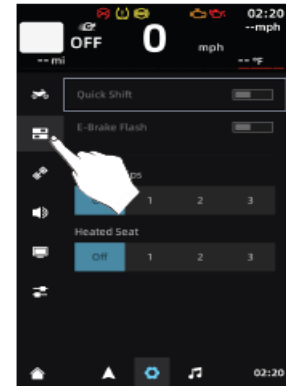 02:20
--mph
OFF
0
mph
-- mi
-- °F
Quick Shift
E-Brake Flash
1 2 3
Heated Seat
Off 1 2 3
02:20